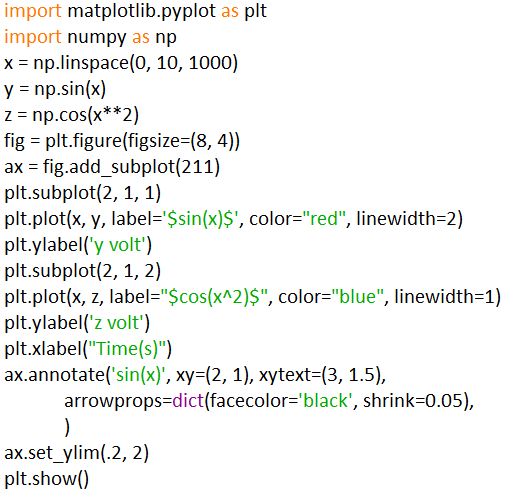 import matplotlib.pyplot as plt
import numpy as np
x = np.linspace(0, 10, 1000)
y = np.sin(x)
z = np.cos(x**2)
fig = plt.figure(figsize=(8, 4))
ax = fig.add_subplot(211)
plt.subplot(2, 1, 1)
plt.plot(x, y, label='$sin(x)$', color="red", linewidth=2)
plt.ylabel('y volt')
plt.subplot(2, 1, 2)
plt.plot(x, z, label="$cos(x^2)$", color="blue", linewidth=1)
plt.ylabel('z volt')
plt.xlabel("Time(s)")
ax.annotate('sin(x)', xy=(2, 1), xytext=(3, 1.5),
            arrowprops=dict(facecolor='black', shrink=0.05),
            )
ax.set_ylim(.2, 2)
plt.show()